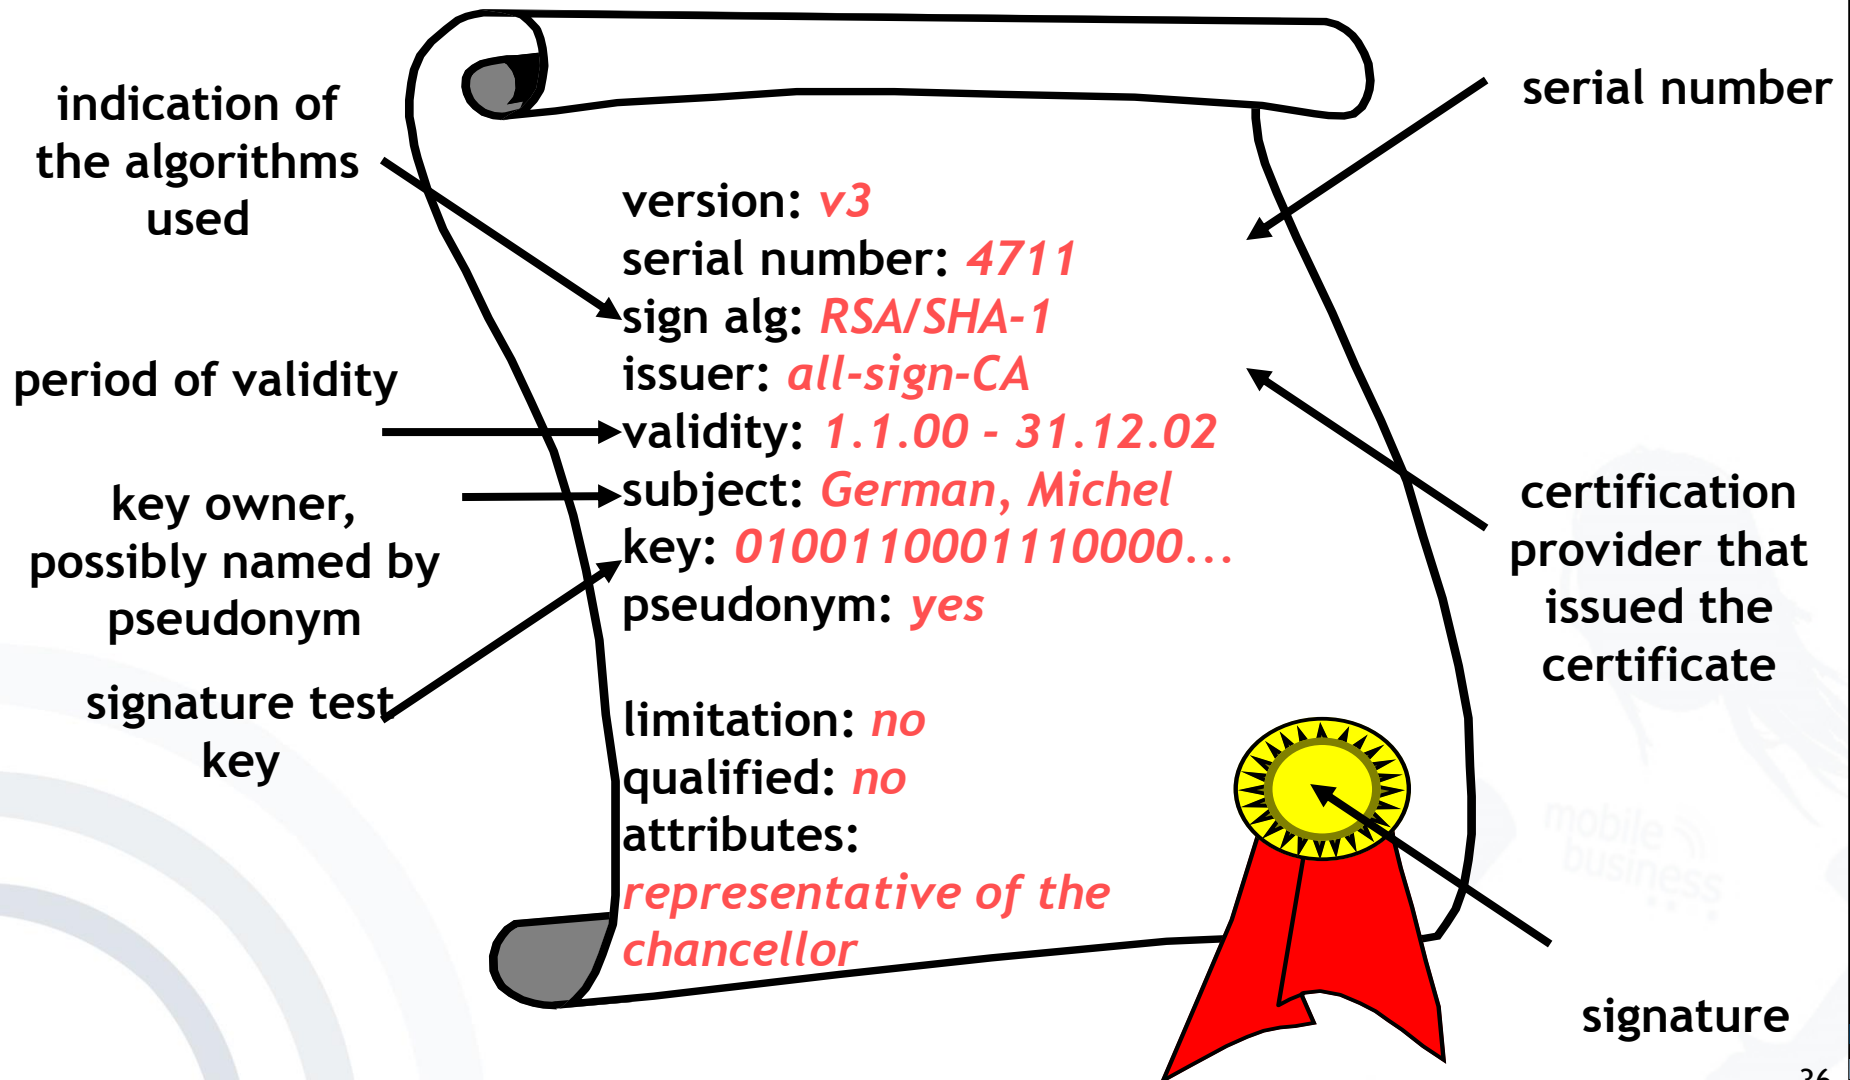 indication of
the algorithms
used
period of validity
key owner,
possibly named by
pseudonym
signature test
key
version: v3
serial number: 4711
sign alg: RSA/SHA-1
issuer: all-sign-CA
validity: 1.1.00 - 31.12.02
subject: German, Michel
key: 0100110001110000...
pseudonym: yes
limitation: no
qualified: no
attributes:
representative of the
chancellor
serial number
certification
provider that
issued the
certificate
mobile
business
signature
36